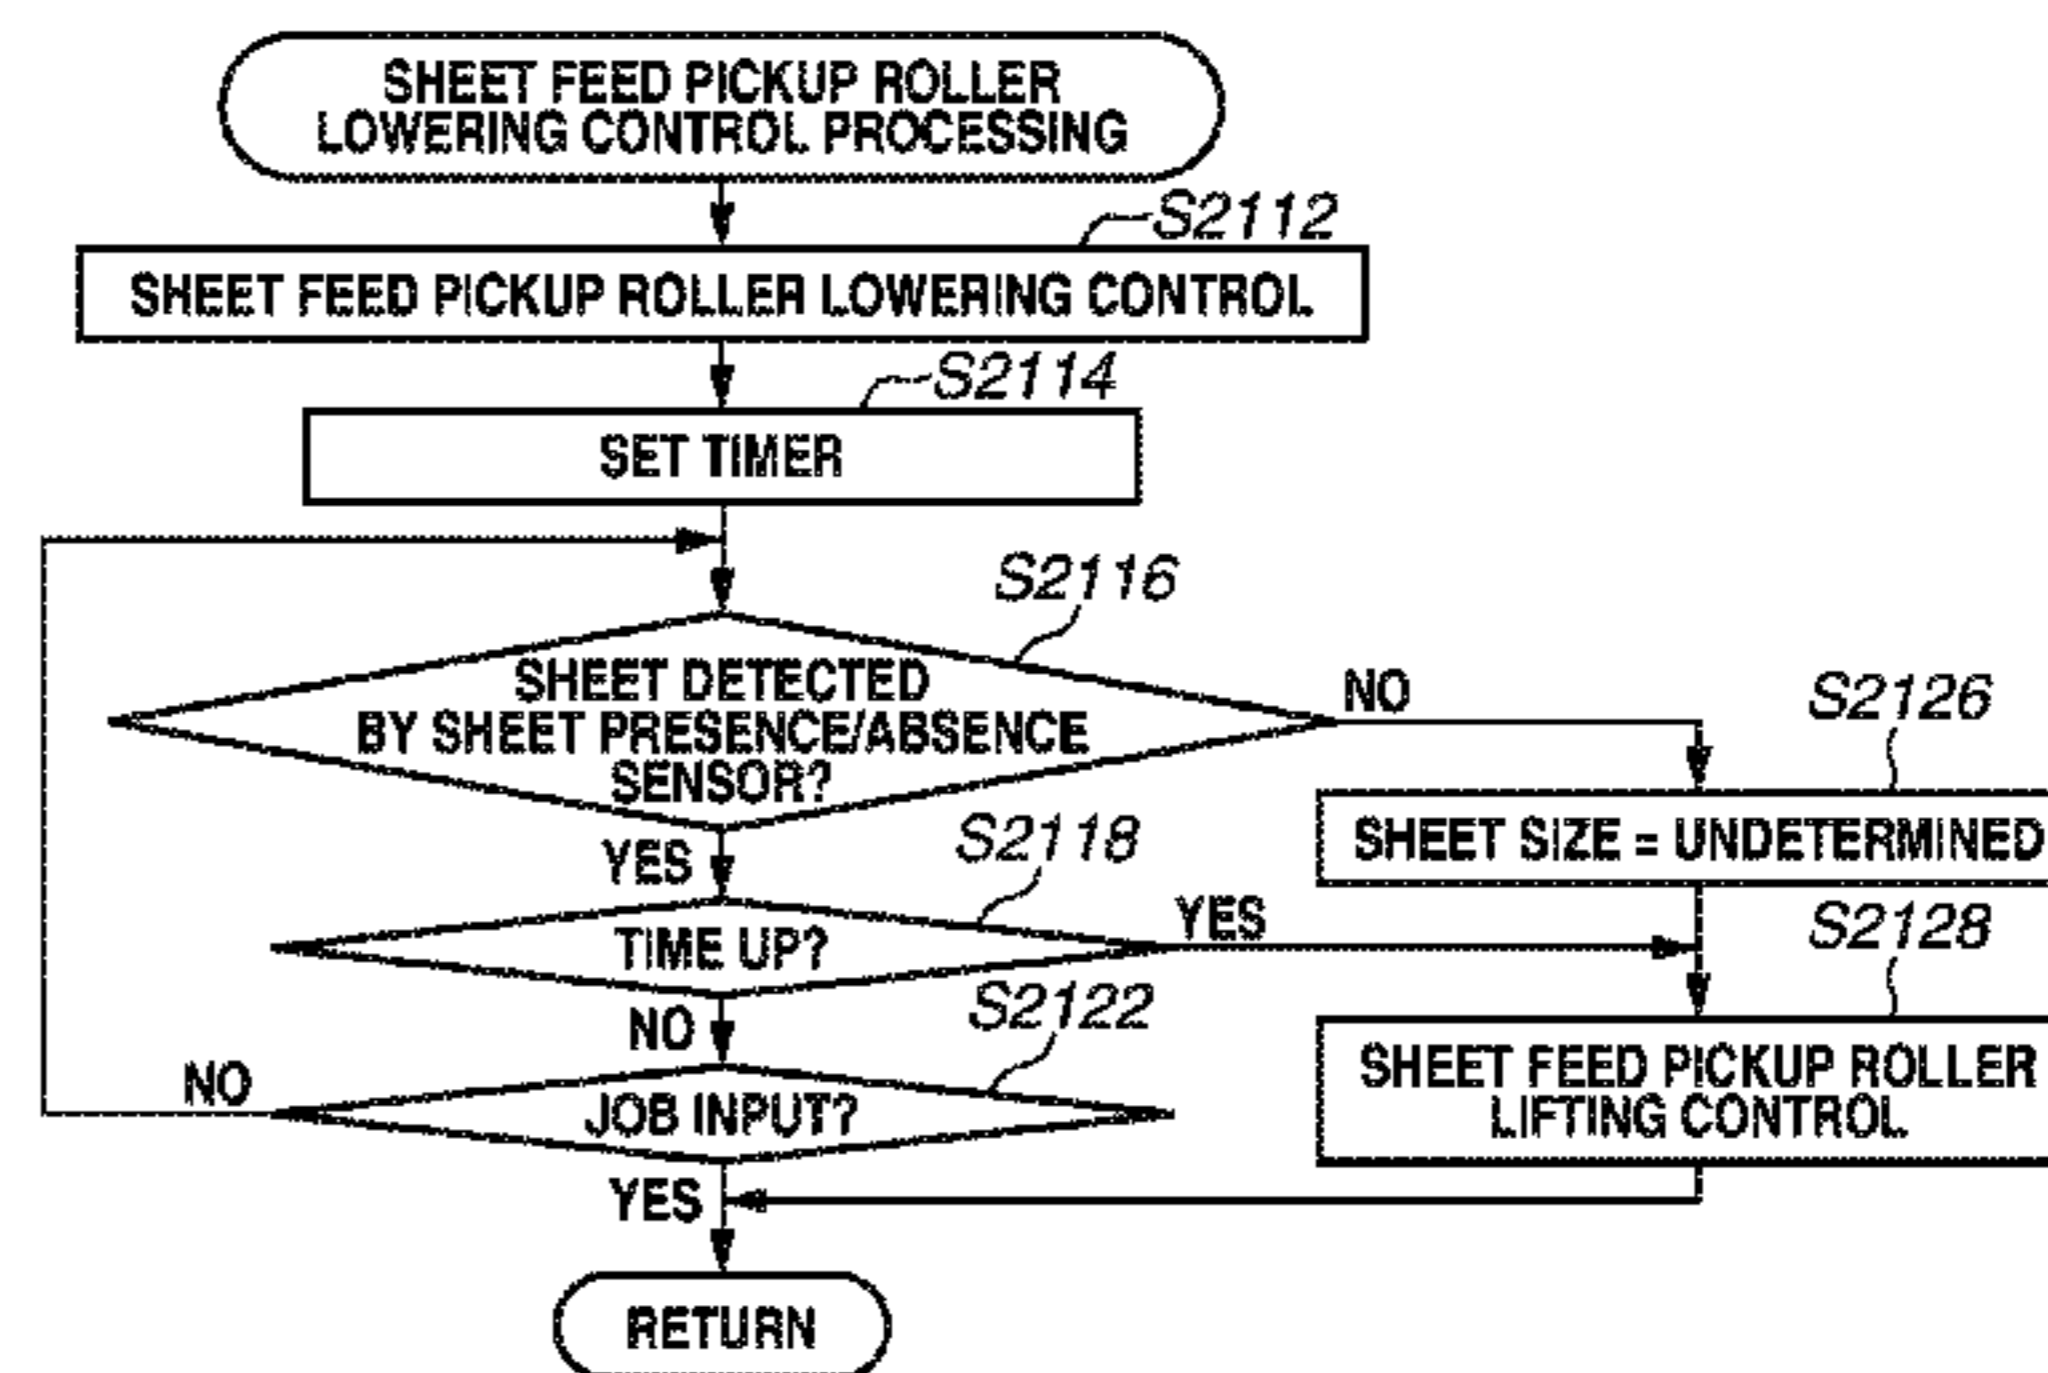 SHEET FEED PICKUP ROLLER
LOWERING CONTROL PROCESSING
S2112
SHEET FEED PICKUP ROLLER LOWERING CONTROL
S2114
SET TIMER
S2116
SHEET DETECTED
BY SHEET PRESENCE/ABSENCE
SENSOR?
NO
S2126
SHEET SIZE = UNDETERMINED
YES
S2118
TIME UP?
YES
S2128
SHEET FEED PICKUP ROLLER
LIFTING CONTROL
NO
S2122
JOB INPUT?
NO
YES
RETURN